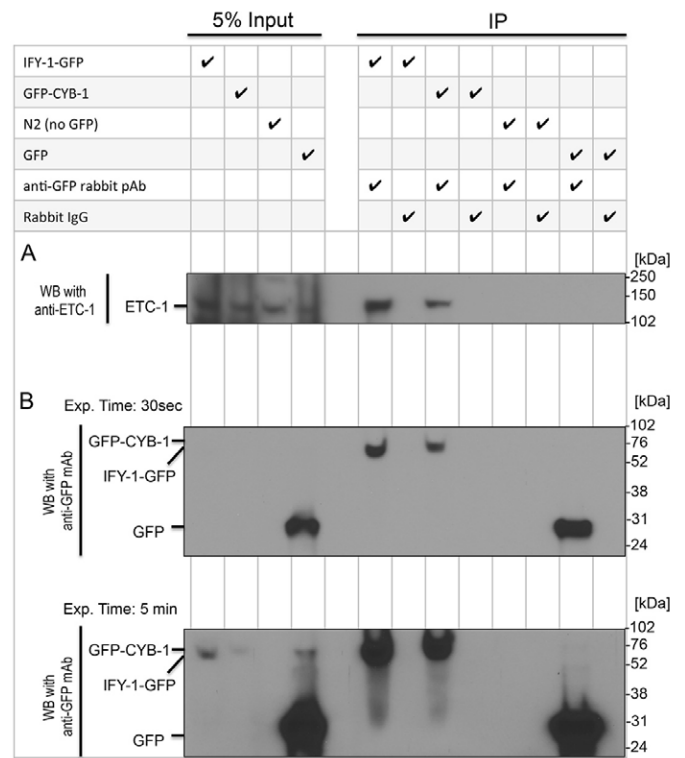 5% Input IP
IFY-1-GFP ✔ ✔ ✔
GFP-CYB-1 ✔ ✔ ✔
N2 (no GFP) ✔ ✔ ✔
GFP ✔ ✔ ✔
anti-GFP rabbit pAb ✔ ✔ ✔ ✔
Rabbit IgG ✔ ✔ ✔ ✔
A
[kDa]
WB with
anti-ETC-1
ETC-1
-250
-150
-102
B
Exp. Time: 30sec
[kDa]
WB with
anti-GFP mAb
GFP-CYB-1
IFY-1-GFP
GFP
-102
-76
-52
-38
-31
-24
Exp. Time: 5 min
[kDa]
WB with
anti-GFP mAb
GFP-CYB-1
IFY-1-GFP
GFP
-102
-76
-52
-38
-31
-24